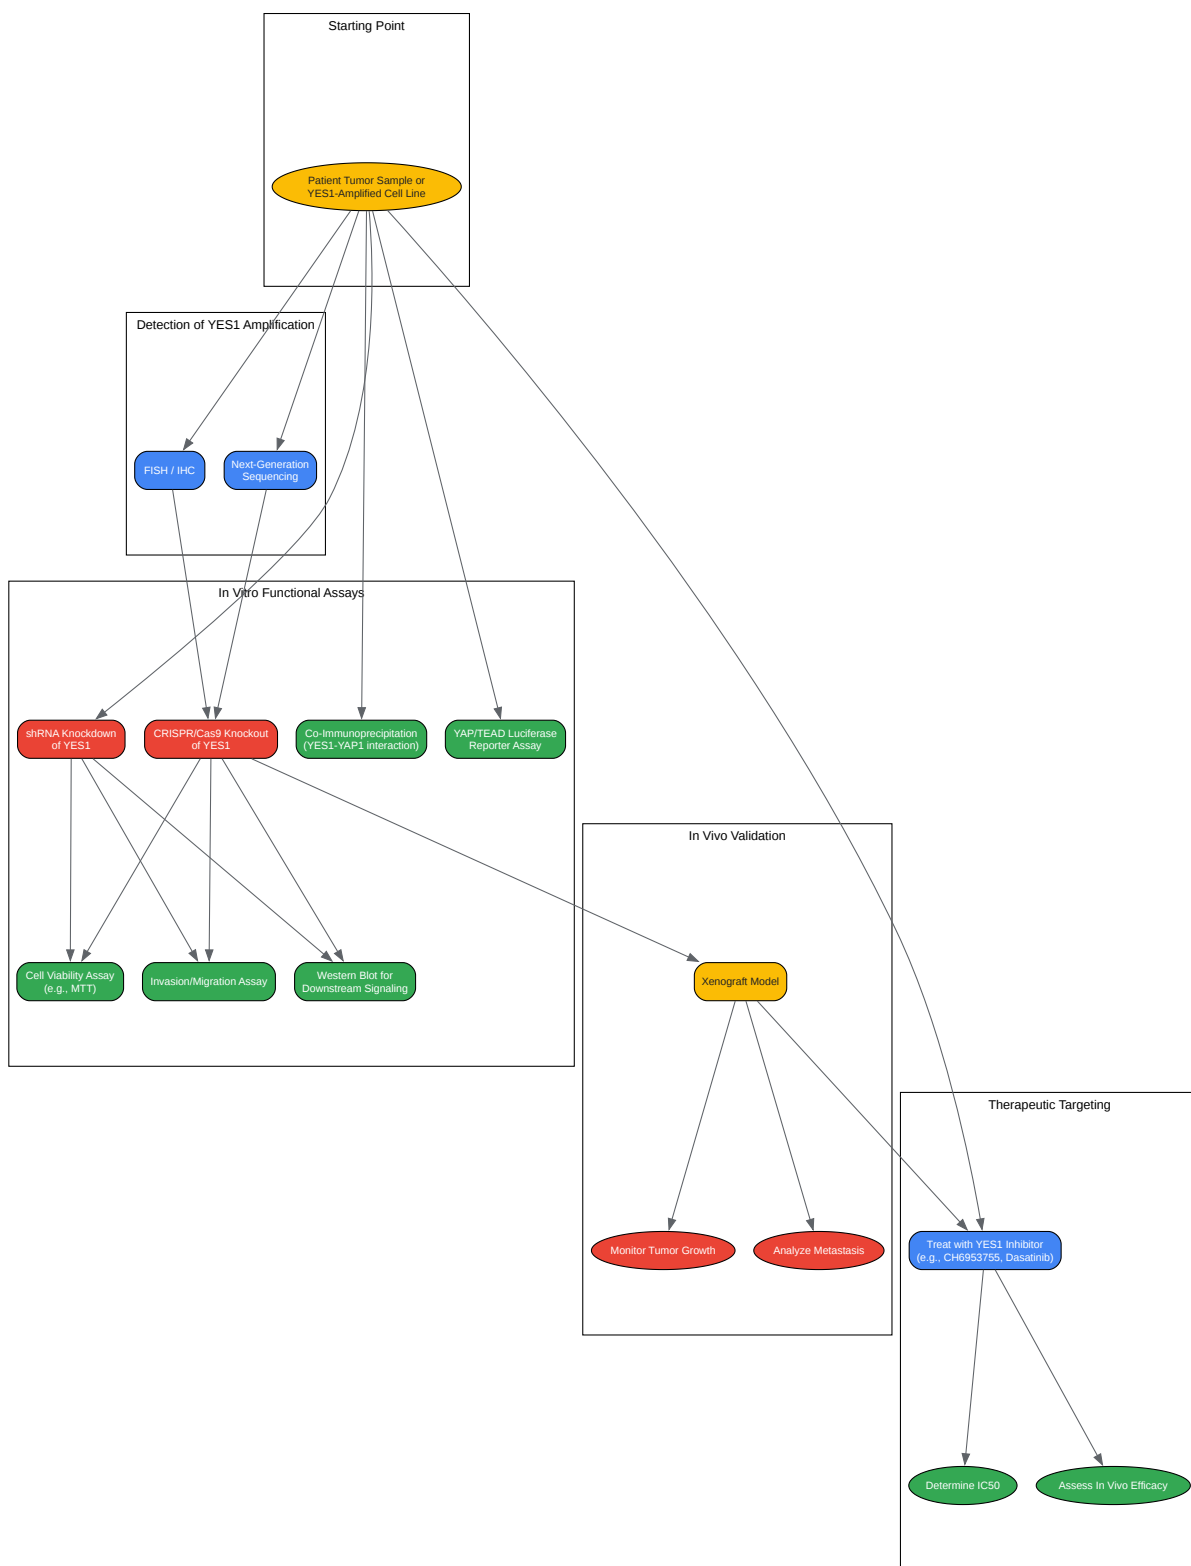 Starting Point
Patient Tumor Sample or
YES1-Amplified Cell Line
Detection of YES1 Amplification
FISH / IHC
Next-Generation
Sequencing
In Vitro Functional Assays
shRNA Knockdown
of YES1
CRISPR/Cas9 Knockout
of YES1
Co-Immunoprecipitation
(YES1-YAP1 interaction)
YAP/TEAD Luciferase
Reporter Assay
Cell Viability Assay
(e.g., MTT)
Invasion/Migration Assay
Western Blot for
Downstream Signaling
In Vivo Validation
Xenograft Model
Monitor Tumor Growth
Analyze Metastasis
Therapeutic Targeting
Treat with YES1 Inhibitor
(e.g., CH6953755, Dasatinib)
Determine IC50
Assess In Vivo Efficacy